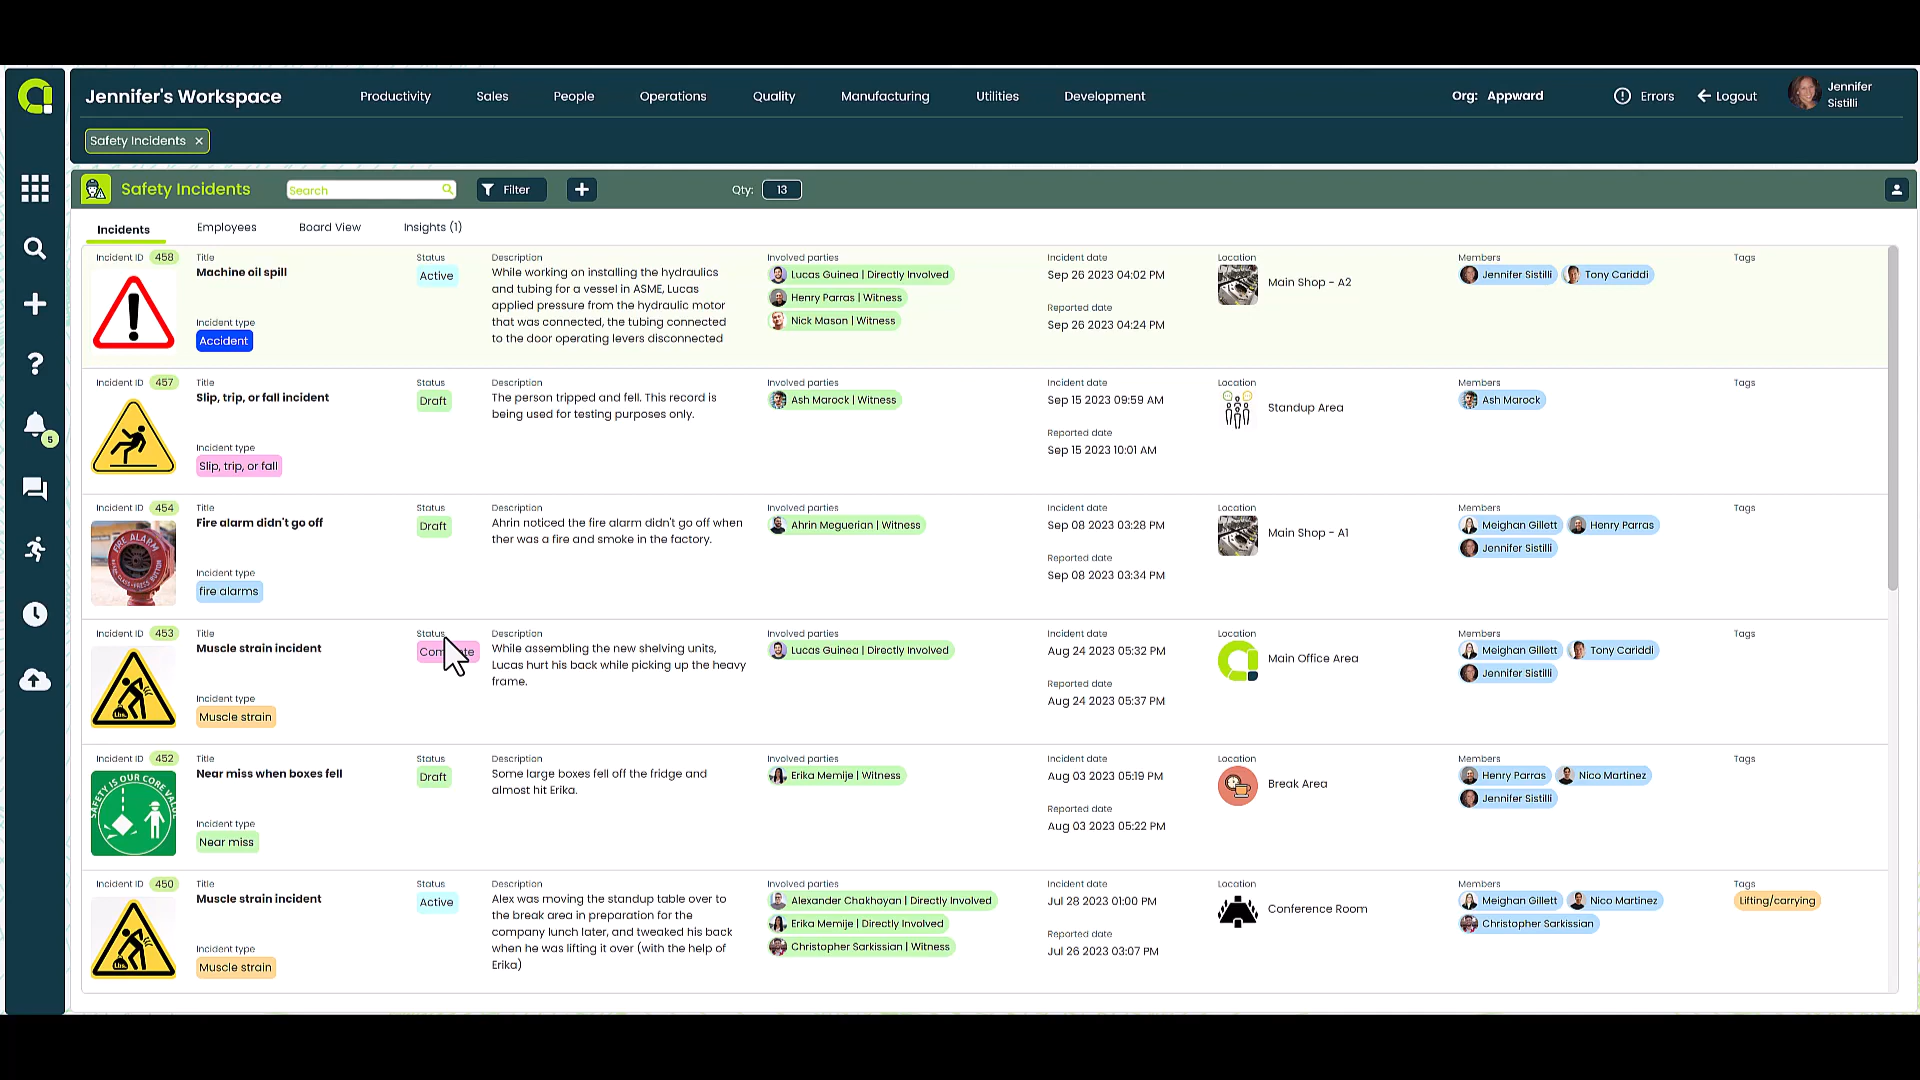 Jennifer's Workspace
Productivity
Sales
People
Operations
Quality
Manufacturing
Utilities
Development
Org: Appward
Errors
Logout
Jennifer
Sistilli
Safety Incidents
5
Safety Incidents
Search
Filter
Qty: 13
Incidents
Employees
Board View
Insights (1)
Incident ID 458
Title
Machine oil spill
Incident type
Accident
Status
Active
Description
While working on installing the hydraulics
and tubing for a vessel in ASME, Lucas
applied pressure from the hydraulic motor
that was connected, the tubing connected
to the door operating levers disconnected
Involved parties
Lucas Guinea | Directly Involved
Henry Parras | Witness
Nick Mason | Witness
Incident date
Sep 26 2023 04:02 PM
Reported date
Sep 26 2023 04:24 PM
Location
Main Shop - A2
Members
Jennifer Sistilli
Tony Cariddi
Tags
Incident ID 457
Title
Slip, trip, or fall incident
Incident type
Slip, trip, or fall
Status
Draft
Description
The person tripped and fell. This record is
being used for testing purposes only.
Involved parties
Ash Marock | Witness
Incident date
Sep 15 2023 09:59 AM
Reported date
Sep 15 2023 10:01 AM
Location
Standup Area
Members
Ash Marock
Tags
Incident ID 454
FIRE ALARM
Title
Fire alarm didn't go off
Incident type
fire alarms
Status
Draft
Description
Ahrin noticed the fire alarm didn't go off when
ther was a fire and smoke in the factory.
Involved parties
Ahrin Meguerian | Witness
Incident date
Sep 08 2023 03:28 PM
Reported date
Sep 08 2023 03:34 PM
Location
Main Shop - A1
Members
Meighan Gillett
Henry Parras
Jennifer Sistilli
Tags
Incident ID 453
Lbs.
Title
Muscle strain incident
Incident type
Muscle strain
Status
Description
While assembling the new shelving units,
Lucas hurt his back while picking up the heavy
frame.
Involved parties
Lucas Guinea | Directly Involved
Incident date
Aug 24 2023 05:32 PM
Reported date
Aug 24 2023 05:37 PM
Location
Main Office Area
Members
Meighan Gillett
Tony Cariddi
Jennifer Sistilli
Tags
Incident ID 452
SAFETY IS OUR CORE VALUE
Title
Near miss when boxes fell
Incident type
Near miss
Status
Draft
Description
Some large boxes fell off the fridge and
almost hit Erika.
Involved parties
Erika Memije | Witness
Incident date
Aug 03 2023 05:19 PM
Reported date
Aug 03 2023 05:22 PM
Location
Break Area
Members
Henry Parras
Nico Martinez
Jennifer Sistilli
Tags
Incident ID 450
Lbs.
Title
Muscle strain incident
Incident type
Muscle strain
Status
Active
Description
Alex was moving the standup table over to
the break area in preparation for the
company lunch later, and tweaked his back
when he was lifting it over (with the help of
Erika)
Involved parties
Alexander Chakhoyan | Directly Involved
Erika Memije | Directly Involved
Christopher Sarkissian | Witness
Incident date
Jul 28 2023 01:00 PM
Reported date
Jul 26 2023 03:07 PM
Location
Conference Room
Members
Meighan Gillett
Nico Martinez
Christopher Sarkissian
Tags
Lifting/carrying